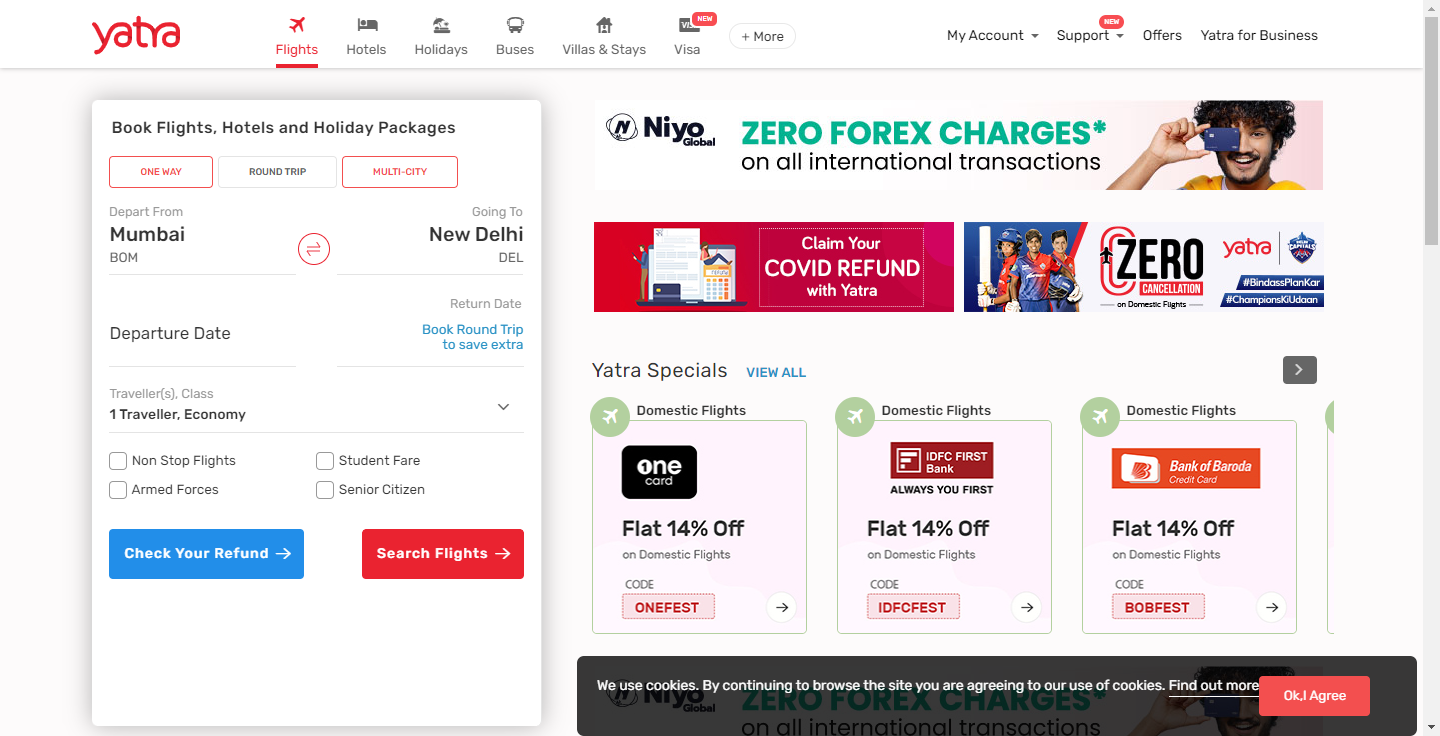 yatra
Flights
Hotels
Holidays
Buses
Villas & Stays
VIS
NEW
Visa
+ More
My Account
NEW
Support
Offers
Yatra for Business
Book Flights, Hotels and Holiday Packages
ONE WAY
ROUND TRIP
MULTI-CITY
Depart From
Going To
Mumbai
New Delhi
BOM
DEL
Return Date
Departure Date
Book Round Trip
to save extra
Traveller(s), Class
1 Traveller, Economy
Non Stop Flights
Student Fare
Armed Forces
Senior Citizen
Check Your Refund
Search Flights
Niyo
Global
ZERO FOREX CHARGES*
on all international transactions
Claim Your
COVID REFUND
with Yatra
ZERO
CANCELLATION
on Domestic Flights
yatra
DELHI
CAPITALS
#BindassPlanKar
#ChampionsKiUdaan
Yatra Specials
VIEW ALL
Domestic Flights
one
card
Flat 14% Off
on Domestic Flights
CODE
ONEFEST
Domestic Flights
IDFC FIRST
Bank
ALWAYS YOU FIRST
Flat 14% Off
on Domestic Flights
CODE
IDFCFEST
Domestic Flights
Bank of Baroda
Credit Card
Flat 14% Off
on Domestic Flights
CODE
BOBFEST
We use cookies. By continuing to browse the site you are agreeing to our use of cookies. Find out more
Ok,I Agree
Niyo
Global
ZERO FOREX CHARGES*
on all international transactions